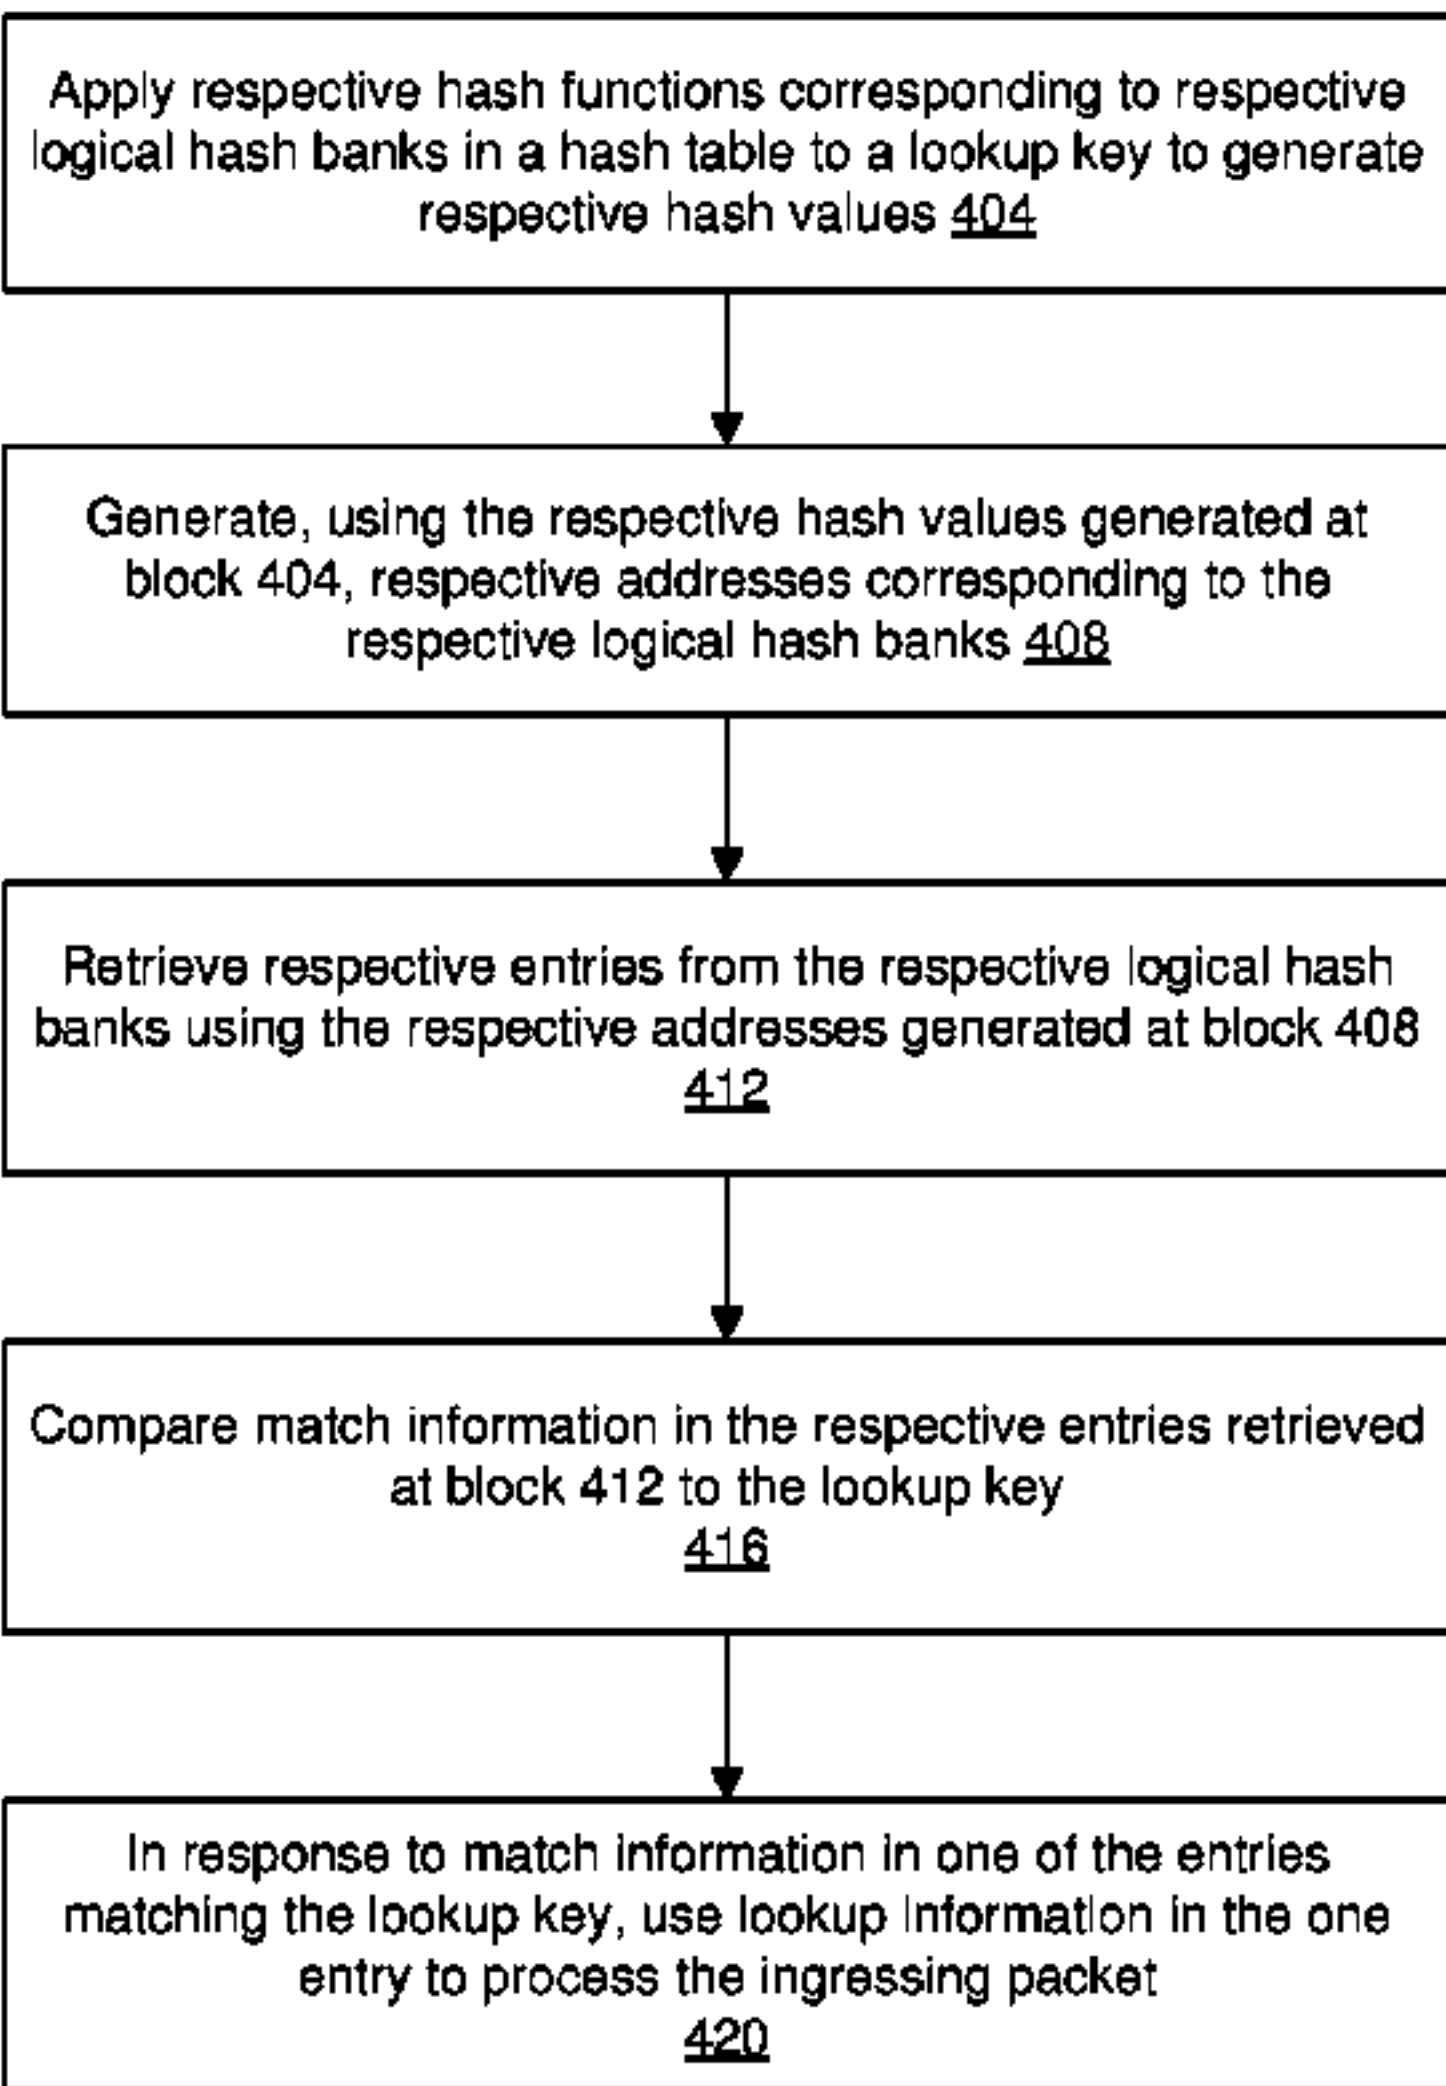 Apply respective hash functions corresponding to respective
logical hash banks in a hash table to a lookup key to generate
respective hash values 404
Generate, using the respective hash values generated at
block 404, respective addresses corresponding to the
respective logical hash banks 408
Retrieve respective entries from the respective logical hash
banks using the respective addresses generated at block 408
412
Compare match information in the respective entries retrieved
at block 412 to the lookup key
416
In response to match information in one of the entries
matching the lookup key, use lookup information in the one
entry to process the ingressing packet
420